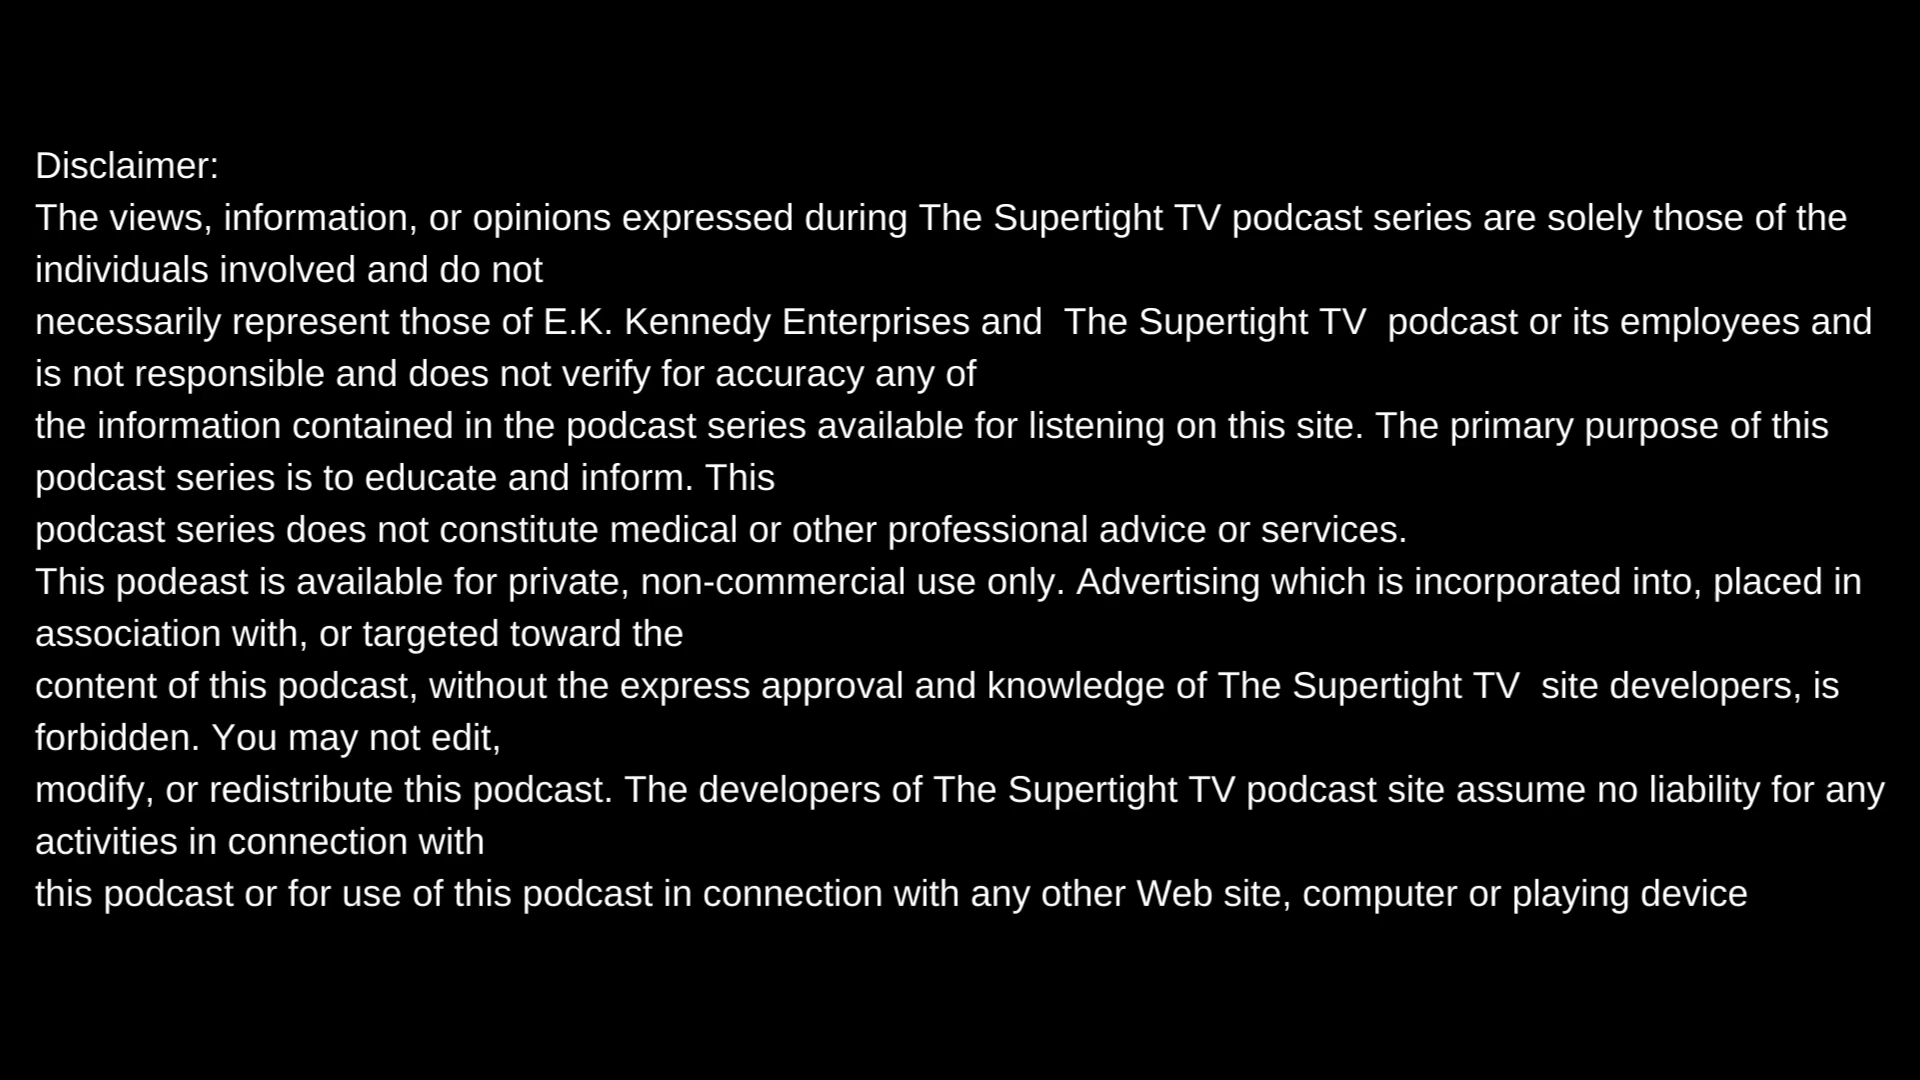 Disclaimer:
The views, information, or opinions expressed during The Supertight TV podcast series are solely those of the
individuals involved and do not
necessarily represent those of E.K. Kennedy Enterprises and  The Supertight TV  podcast or its employees and
is not responsible and does not verify for accuracy any of
the information contained in the podcast series available for listening on this site. The primary purpose of this
podcast series is to educate and inform. This
podcast series does not constitute medical or other professional advice or services.
This podeast is available for private, non-commercial use only. Advertising which is incorporated into, placed in
association with, or targeted toward the
content of this podcast, without the express approval and knowledge of The Supertight TV  site developers, is
forbidden. You may not edit,
modify, or redistribute this podcast. The developers of The Supertight TV podcast site assume no liability for any
activities in connection with
this podcast or for use of this podcast in connection with any other Web site, computer or playing device